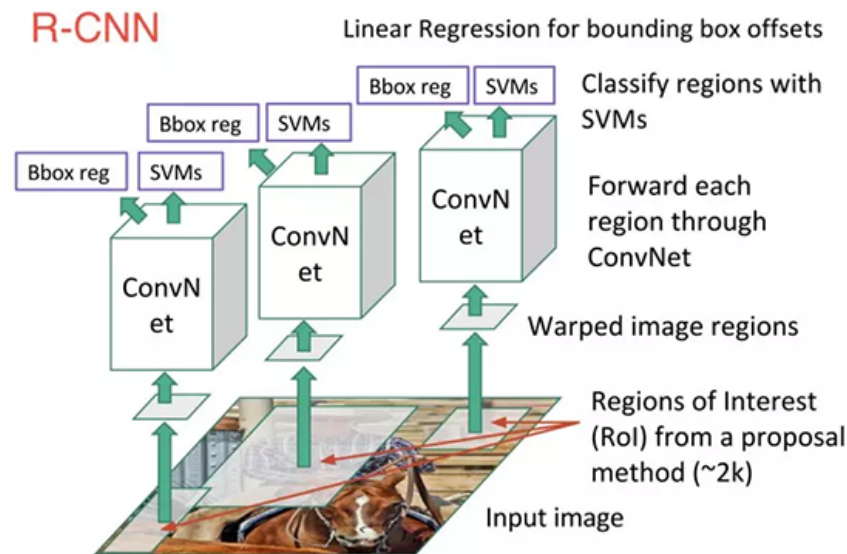 R-CNN
Linear Regression for bounding box offsets
Bbox reg
SVMs
Classify regions with
SVMs
Bbox reg
SVMs
Bbox reg
SVMs
Forward each
region through
ConvNet
ConvN
et
ConvN
et
ConvN
et
Warped image regions
Regions of Interest
(RoI) from a proposal
method (~2k)
Input image